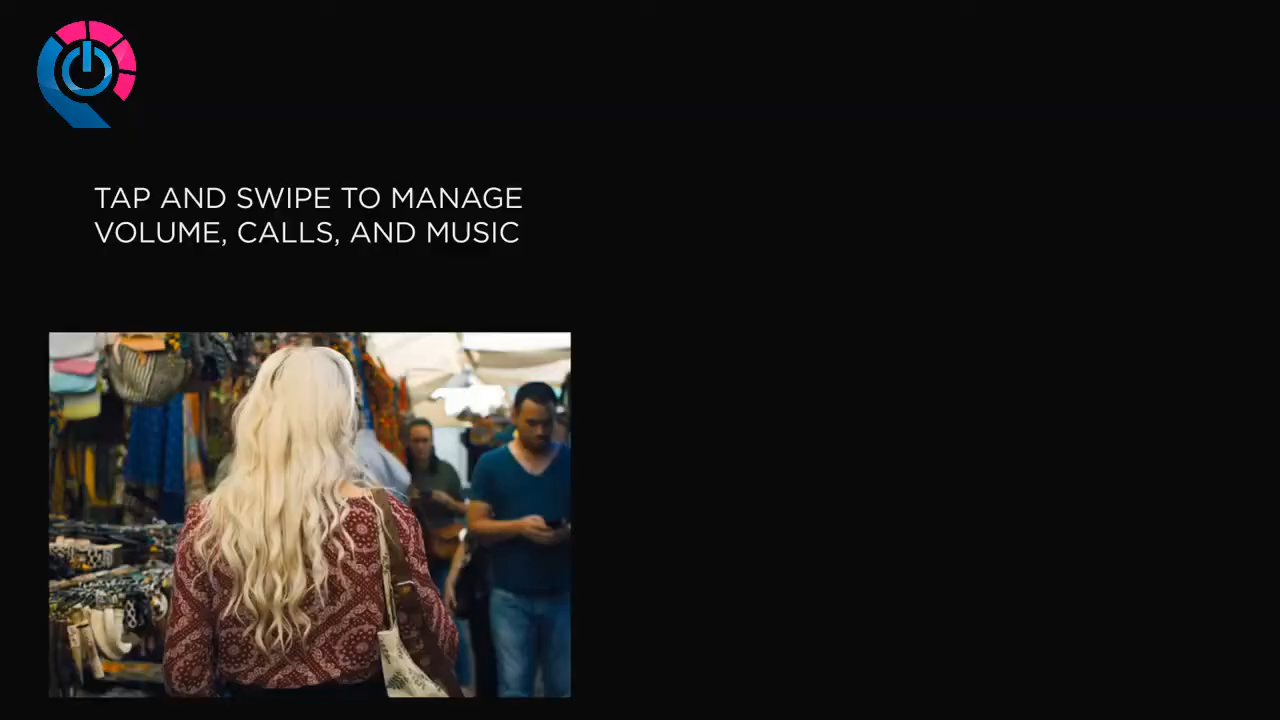 TAP AND SWIPE TO MANAGE
VOLUME, CALLS, AND MUSIC